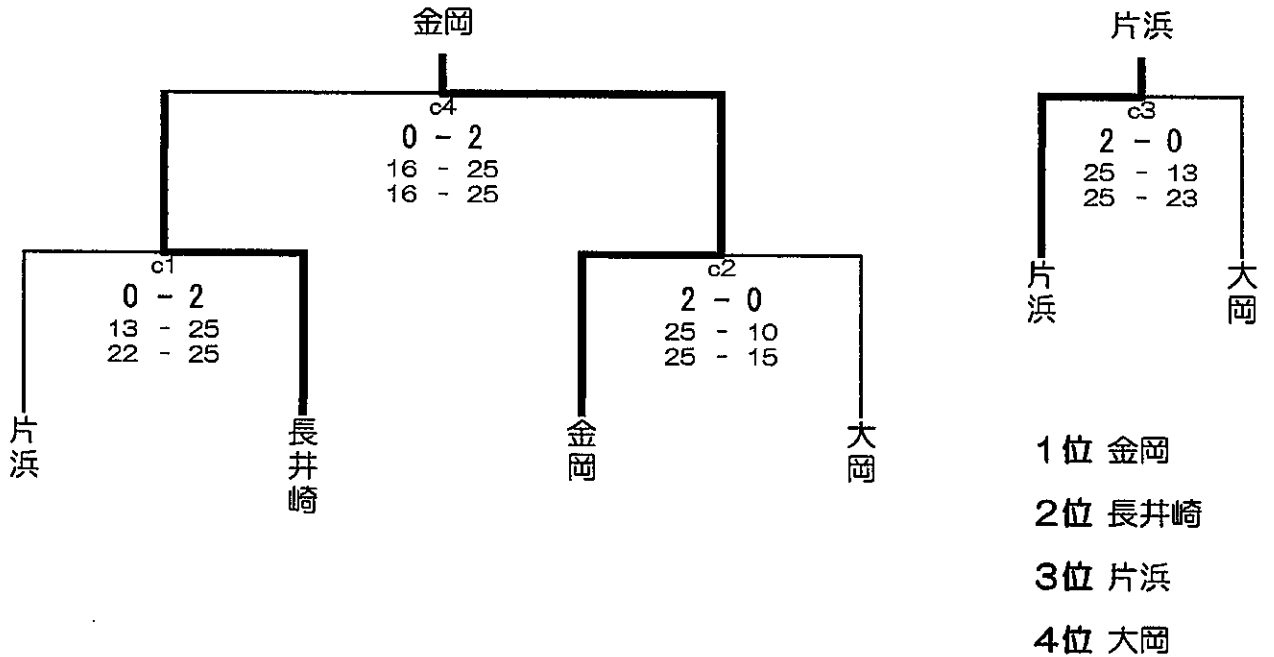 金岡
c4
0 - 2
16 - 25
16 - 25
c1
0 - 2
13 - 25
22 - 25
c2
2 - 0
25 - 10
25 - 15
片浜
長井崎
金岡
大岡
片浜
c3
2 - 0
25 - 13
25 - 23
片浜
大岡
1位 金岡
2位 長井崎
3位 片浜
4位 大岡